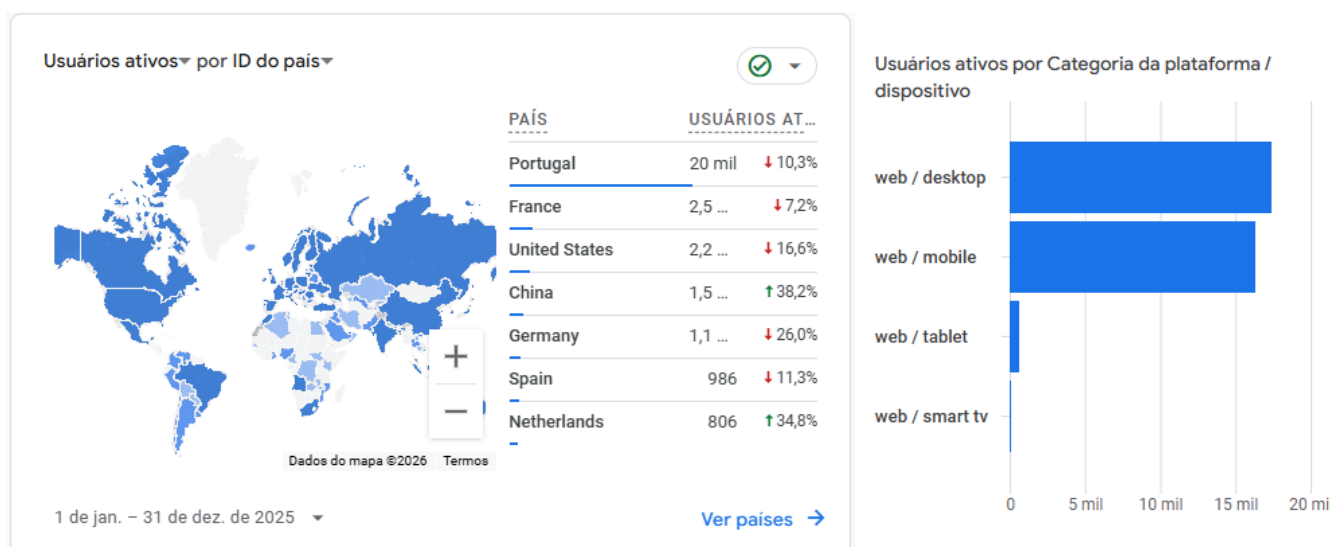 Usuários ativos por ID do país
PAÍS USUÁRIOS AT...
Portugal 20 mil ↓ 10,3%
France 2,5 ... ↓ 7,2%
United States 2,2 ... ↓ 16,6%
China 1,5 ... ↑ 38,2%
Germany 1,1 ... ↓ 26,0%
Spain 986 ↓ 11,3%
Netherlands 806 ↑ 34,8%
+
−
Dados do mapa ©2026 Termos
1 de jan. – 31 de dez. de 2025
Ver países →
Usuários ativos por Categoria da plataforma /
dispositivo
web / desktop
web / mobile
web / tablet
web / smart tv
0 5 mil 10 mil 15 mil 20 mi